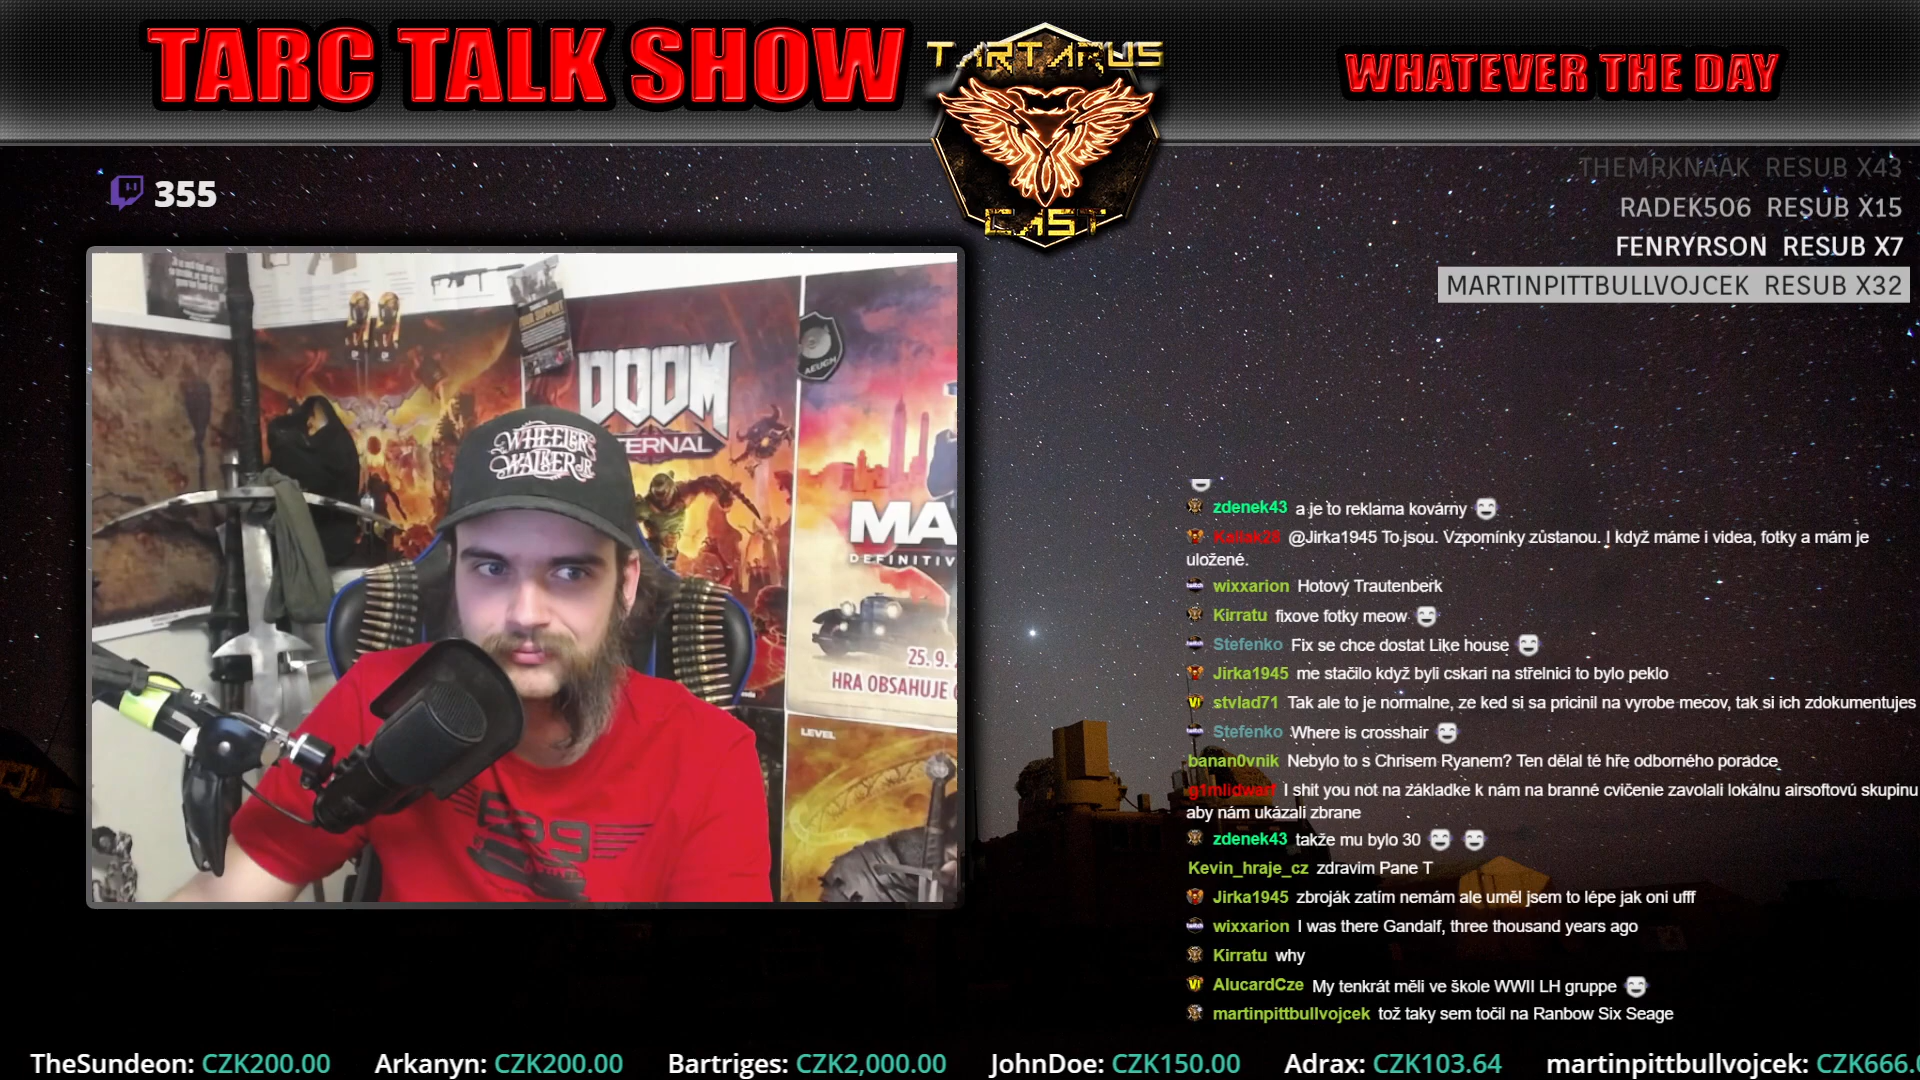 TARC TALK SHOW
TARTARUS
CAST
WHATEVER THE DAY
355
THEMRKNAAK RESUB X43
RADEK506 RESUB X15
FENRYRSON RESUB X7
MARTINPITTBULLVOJCEK RESUB X32
YOUR SUPPORT
AEUGH
DOOM
ETERNAL
WHEELER
WALKER JR
MA
DEFINITIV
25. 9. 2
HRA OBSAHUJE
LEVEL
zdenek43 a je to reklama kovárny
Kallak25 @Jirka1945 To jsou. Vzpomínky zůstanou. I když máme i videa, fotky a mám je
uložené.
wixxarion Hotový Trautenberk
Kirratu fixove fotky meow
Stefenko Fix se chce dostat Like house
Jirka1945 me stačilo když byli cskari na střelnici to bylo peklo
stvlad71 Tak ale to je normalne, ze ked si sa pricinil na vyrobe mecov, tak si ich zdokumentujes
Stefenko Where is crosshair
banan0vnik Nebylo to s Chrisem Ryanem? Ten dělal té hře odborného poradce
g1mlidwarf I shit you not na základke k nám na branné cvičenie zavolali lokálnu airsoftovú skupinu
aby nám ukázali zbrane
zdenek43 takže mu bylo 30
Kevin_hraje_cz zdravim Pane T
Jirka1945 zbroják zatím nemám ale uměl jsem to lépe jak oni ufff
wixxarion I was there Gandalf, three thousand years ago
Kirratu why
AlucardCze My tenkrát měli ve škole WWII LH gruppe
martinpittbullvojcek tož taky sem točil na Ranbow Six Seage
TheSundeon: CZK200.00 Arkanyn: CZK200.00 Bartriges: CZK2,000.00 JohnDoe: CZK150.00 Adrax: CZK103.64 martinpittbullvojcek: CZK666.0